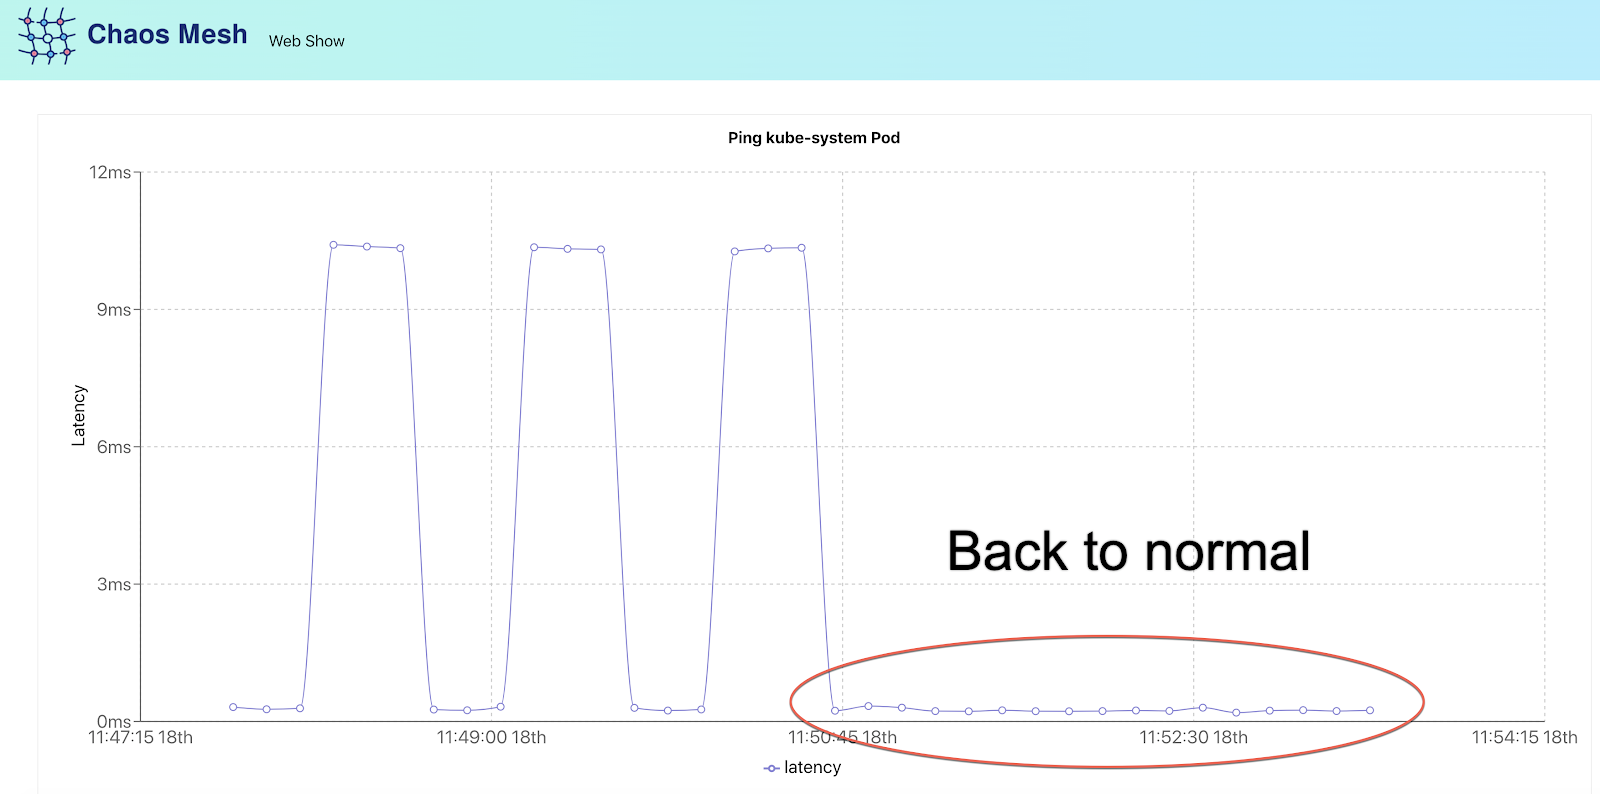 Chaos Mesh
Web Show
Ping kube-system Pod
12ms
9ms
6ms
3ms
0ms
Latency
Back to normal
11:47:15 18th
11:49:00 18th
11:50:45 18th
11:52:30 18th
11:54:15 18th
latency